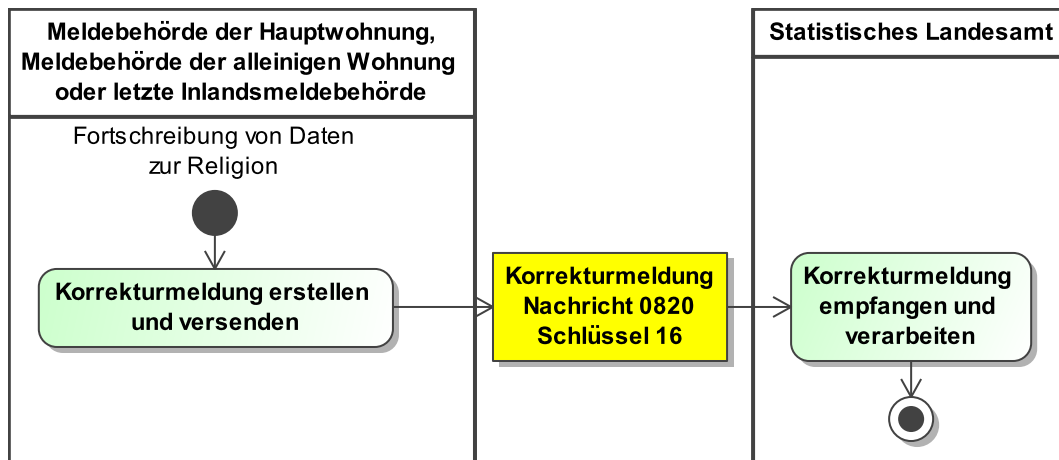 Meldebehörde der Hauptwohnung,
Meldebehörde der alleinigen Wohnung
oder letzte Inlandsmeldebehörde
Statistisches Landesamt
Fortschreibung von Daten
zur Religion
Korrekturmeldung erstellen
und versenden
Korrekturmeldung
Nachricht 0820
Schlüssel 16
Korrekturmeldung
empfangen und
verarbeiten